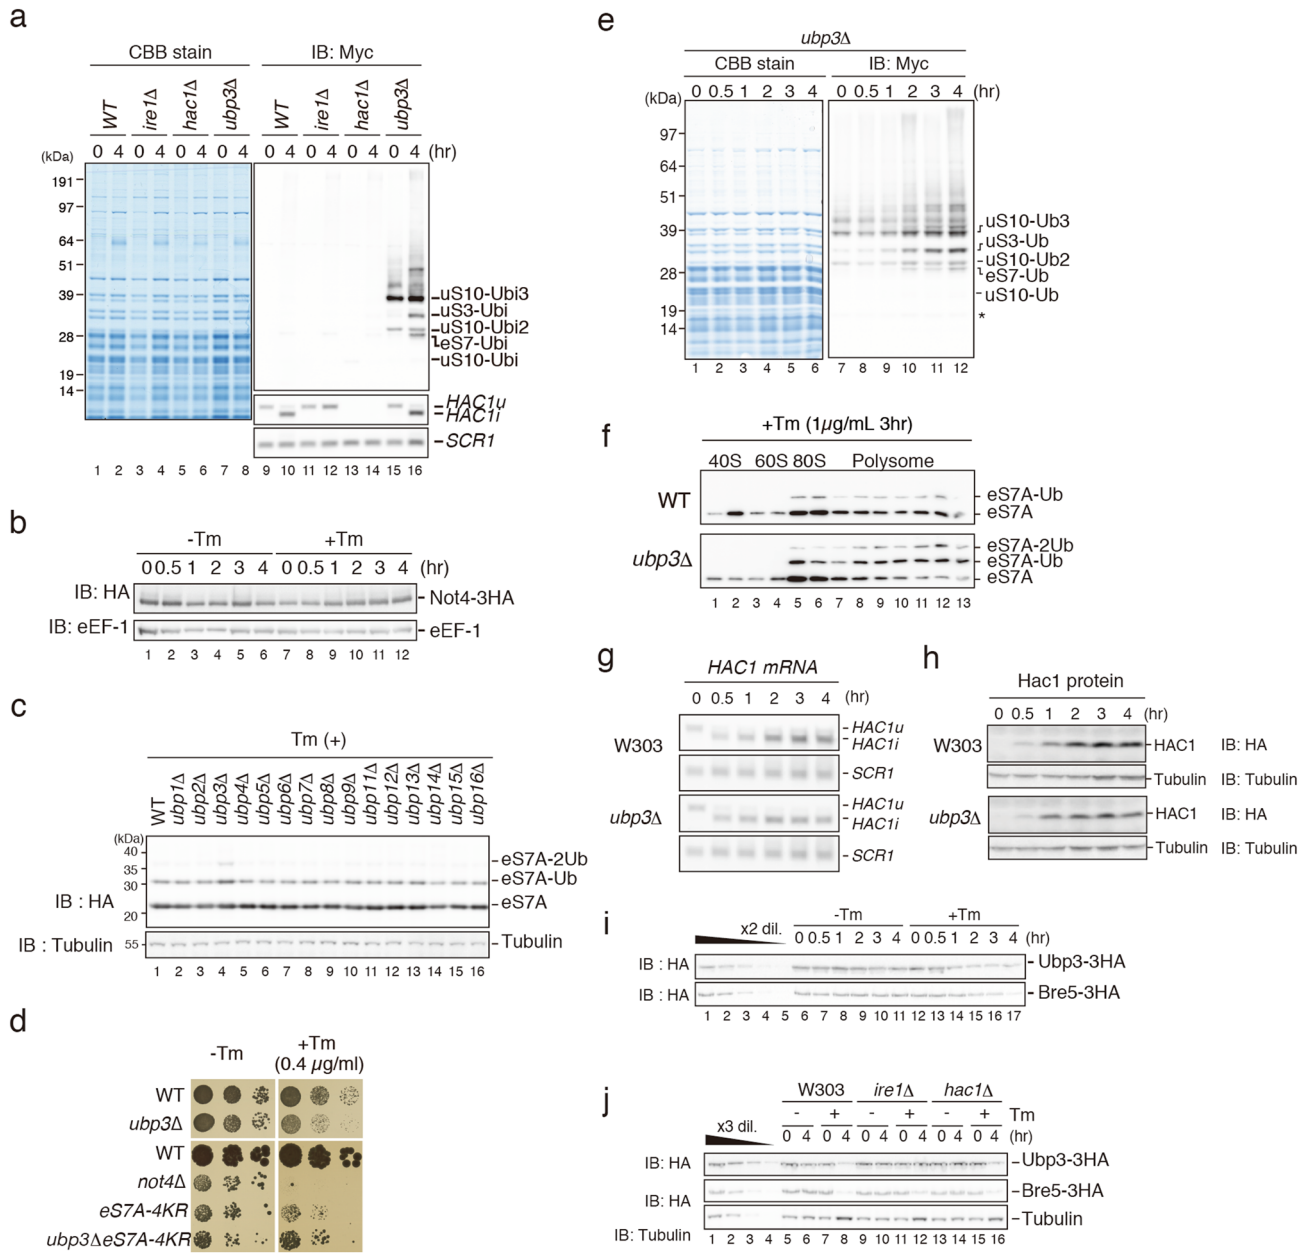 a
CBB stain
IB: Myc
WT
ire1Δ
hac1Δ
ubp3Δ
WT
ire1Δ
hac1Δ
ubp3Δ
(kDa)
0 4 0 4 0 4 0 4
0 4 0 4 0 4 0 4 (hr)
191
97
64
51
39
28
19
14
uS10-Ubi3
uS3-Ubi
uS10-Ubi2
eS7-Ubi
uS10-Ubi
HAC1u
HAC1i
SCR1
1 2 3 4 5 6 7 8
9 10 11 12 13 14 15 16
b
-Tm
+Tm
0 0.5 1 2 3 4 0 0.5 1 2 3 4 (hr)
IB: HA
Not4-3HA
IB: eEF-1
eEF-1
1 2 3 4 5 6 7 8 9 10 11 12
c
Tm (+)
WT
ubp1Δ
ubp2Δ
ubp3Δ
ubp4Δ
ubp5Δ
ubp6Δ
ubp7Δ
ubp8Δ
ubp9Δ
ubp11Δ
ubp12Δ
ubp13Δ
ubp14Δ
ubp15Δ
ubp16Δ
(kDa)
40
35
30
20
eS7A-2Ub
eS7A-Ub
eS7A
IB : HA
IB : Tubulin
55
Tubulin
1 2 3 4 5 6 7 8 9 10 11 12 13 14 15 16
d
-Tm
+Tm
(0.4 µg/ml)
WT
ubp3Δ
WT
not4Δ
eS7A-4KR
ubp3ΔeS7A-4KR
e
ubp3Δ
CBB stain
IB: Myc
0 0.5 1 2 3 4
0 0.5 1 2 3 4 (hr)
(kDa)
97
64
51
39
28
19
14
uS10-Ub3
uS3-Ub
uS10-Ub2
eS7-Ub
uS10-Ub
*
1 2 3 4 5 6
7 8 9 10 11 12
f
+Tm (1µg/mL 3hr)
40S 60S 80S Polysome
WT
eS7A-Ub
eS7A
ubp3Δ
eS7A-2Ub
eS7A-Ub
eS7A
1 2 3 4 5 6 7 8 9 10 11 12 13
g
HAC1 mRNA
0 0.5 1 2 3 4 (hr)
W303
HAC1u
HAC1i
SCR1
ubp3Δ
HAC1u
HAC1i
SCR1
h
Hac1 protein
0 0.5 1 2 3 4 (hr)
W303
HAC1 IB: HA
Tubulin IB: Tubulin
ubp3Δ
HAC1 IB: HA
Tubulin IB: Tubulin
i
x2 dil.
-Tm
+Tm
0 0.5 1 2 3 4 0 0.5 1 2 3 4 (hr)
IB : HA
Ubp3-3HA
IB : HA
Bre5-3HA
1 2 3 4 5 6 7 8 9 10 11 12 13 14 15 16 17
j
x3 dil.
W303
ire1Δ
hac1Δ
- + - + - + Tm
0 4 0 4 0 4 0 4 0 4 0 4 (hr)
IB: HA
Ubp3-3HA
IB: HA
Bre5-3HA
IB: Tubulin
Tubulin
1 2 3 4 5 6 7 8 9 10 11 12 13 14 15 16